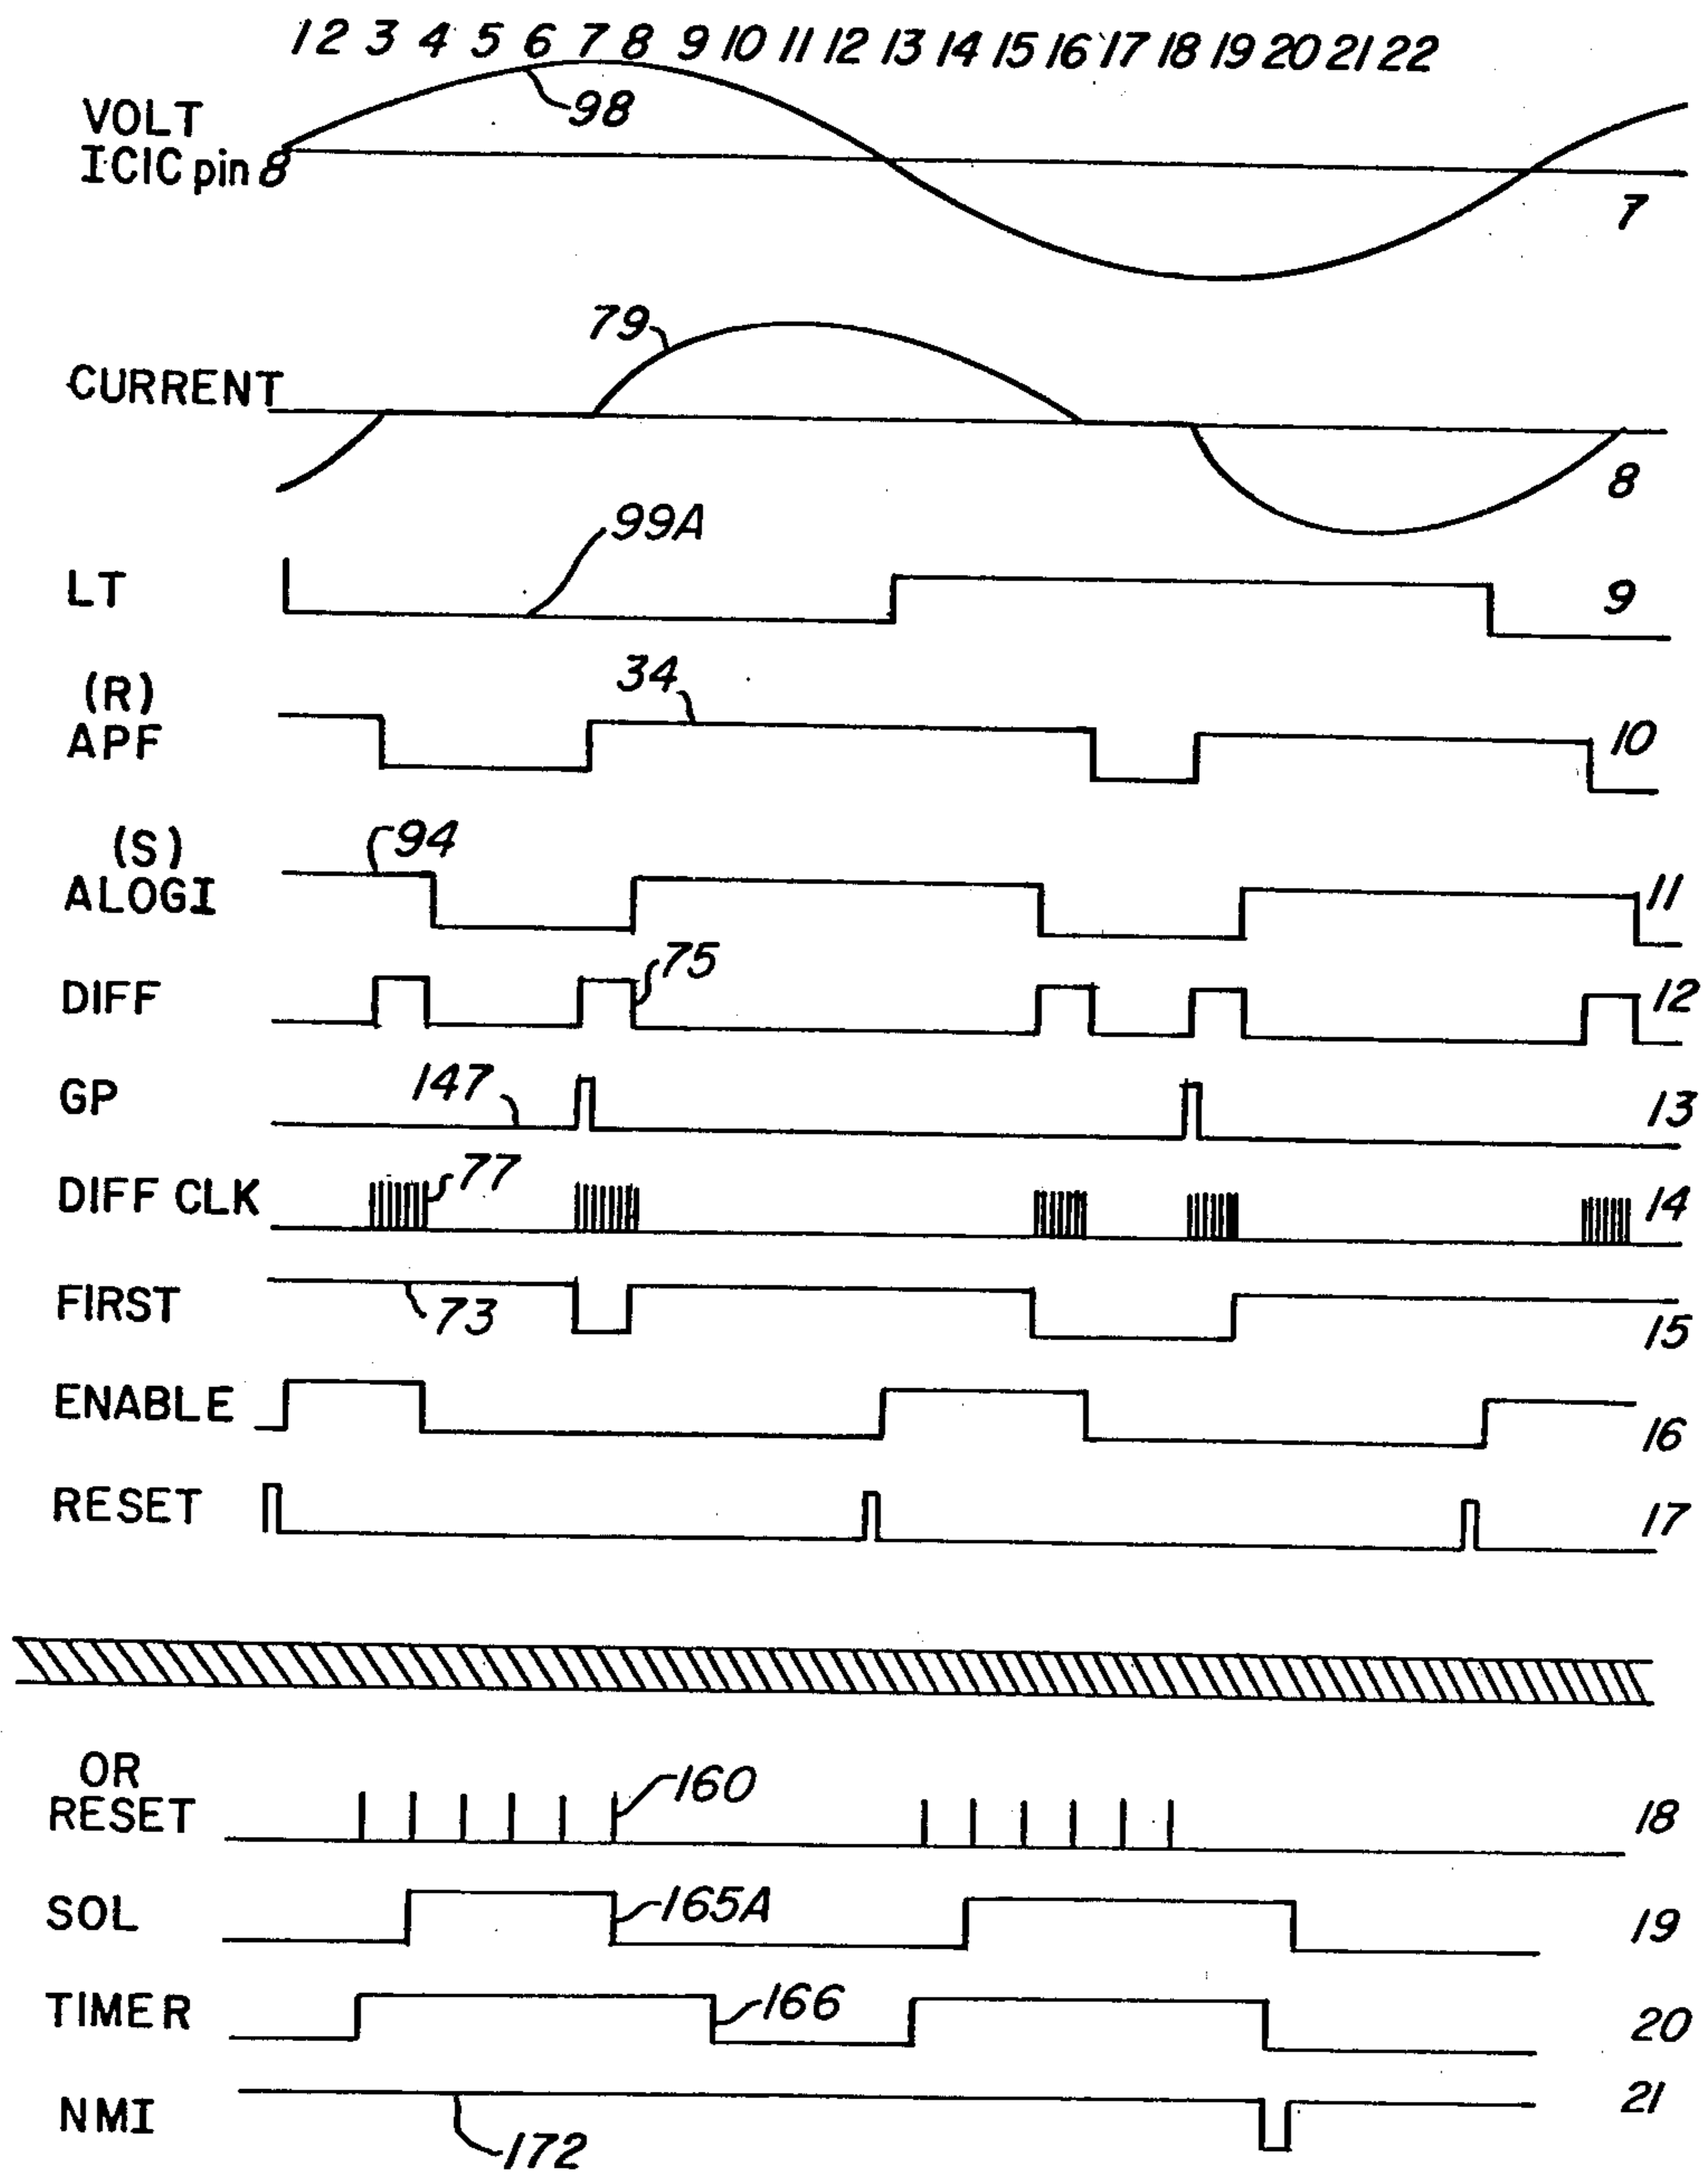 1 2 3 4 5 6 7 8 9 10 11 12 13 14 15 16 17 18 19 20 21 22
VOLT
98
ICIC pin 8
7
79
CURRENT
8
99A
LT
9
(R)
34
APF
10
(S)
94
ALOGI
11
75
DIFF
12
GP
147
13
DIFF CLK
77
14
FIRST
73
15
ENABLE
16
RESET
17
OR
RESET
160
18
SOL
165A
19
TIMER
166
20
NMI
172
21